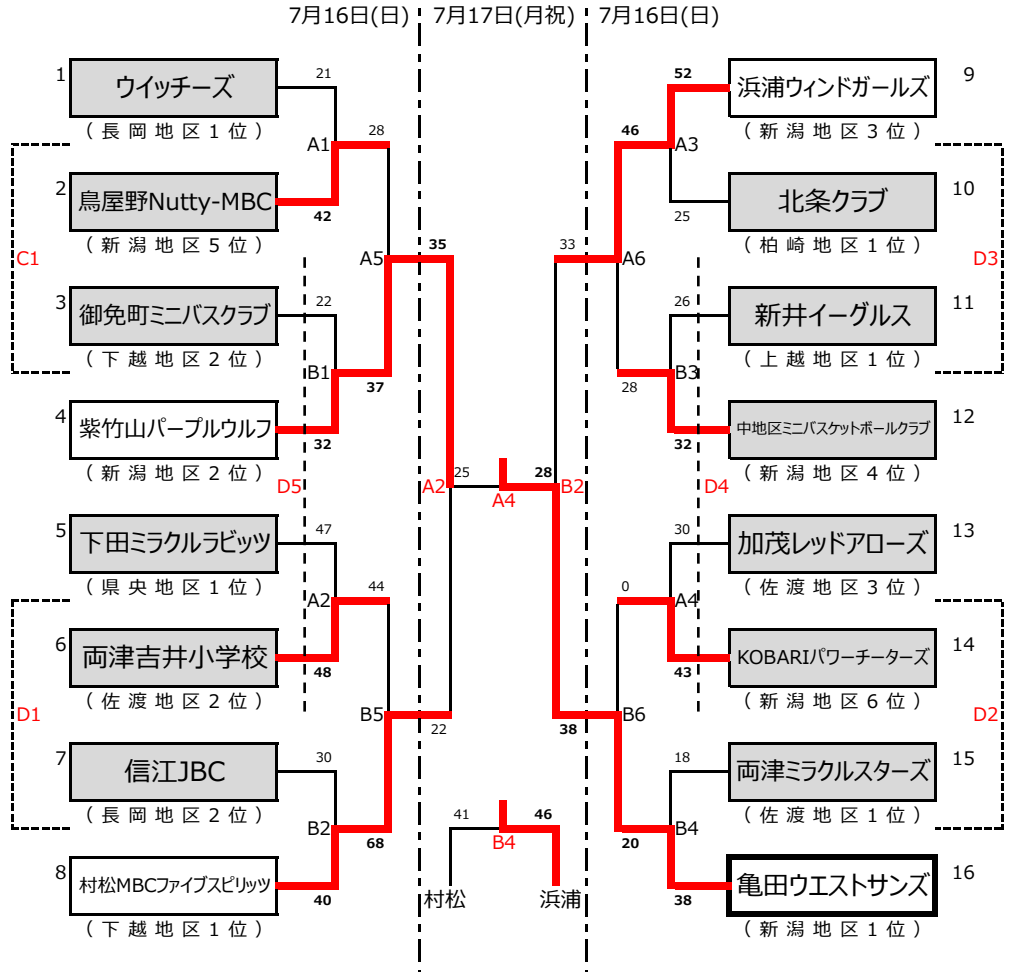 7月16日(日) 7月17日(月祝) 7月16日(日)
1 ウイッチーズ 21 52 浜浦ウィンドガールズ 9
(長岡地区1位) A1 28 46 A3 (新潟地区3位)
2 鳥屋野Nutty-MBC 42 25 北条クラブ 10
(新潟地区5位) (柏崎地区1位)
C1 A5 35 33 A6 D3
3 御免町ミニバスクラブ 22 26 新井イーグルス 11
(下越地区2位) B1 37 28 B3 (上越地区1位)
4 紫竹山パープルウルフ 32 32 中地区ミニバスケットボールクラブ 12
(新潟地区2位) (新潟地区4位)
D5 A2 25 A4 28 B2 D4
5 下田ミラクルラビッツ 47 30 加茂レッドアローズ 13
(県央地区1位) A2 44 0 A4 (佐渡地区3位)
6 両津吉井小学校 48 43 KOBARIパワーチーターズ 14
(佐渡地区2位) (新潟地区6位)
D1 B5 22 38 B6 D2
7 信江JBC 30 18 両津ミラクルスターズ 15
(長岡地区2位) B2 68 41 B4 46 20 B4 (佐渡地区1位)
8 村松MBCファイブスピリッツ 40 村松 浜浦 38 亀田ウエストサンズ 16
(下越地区1位) (新潟地区1位)